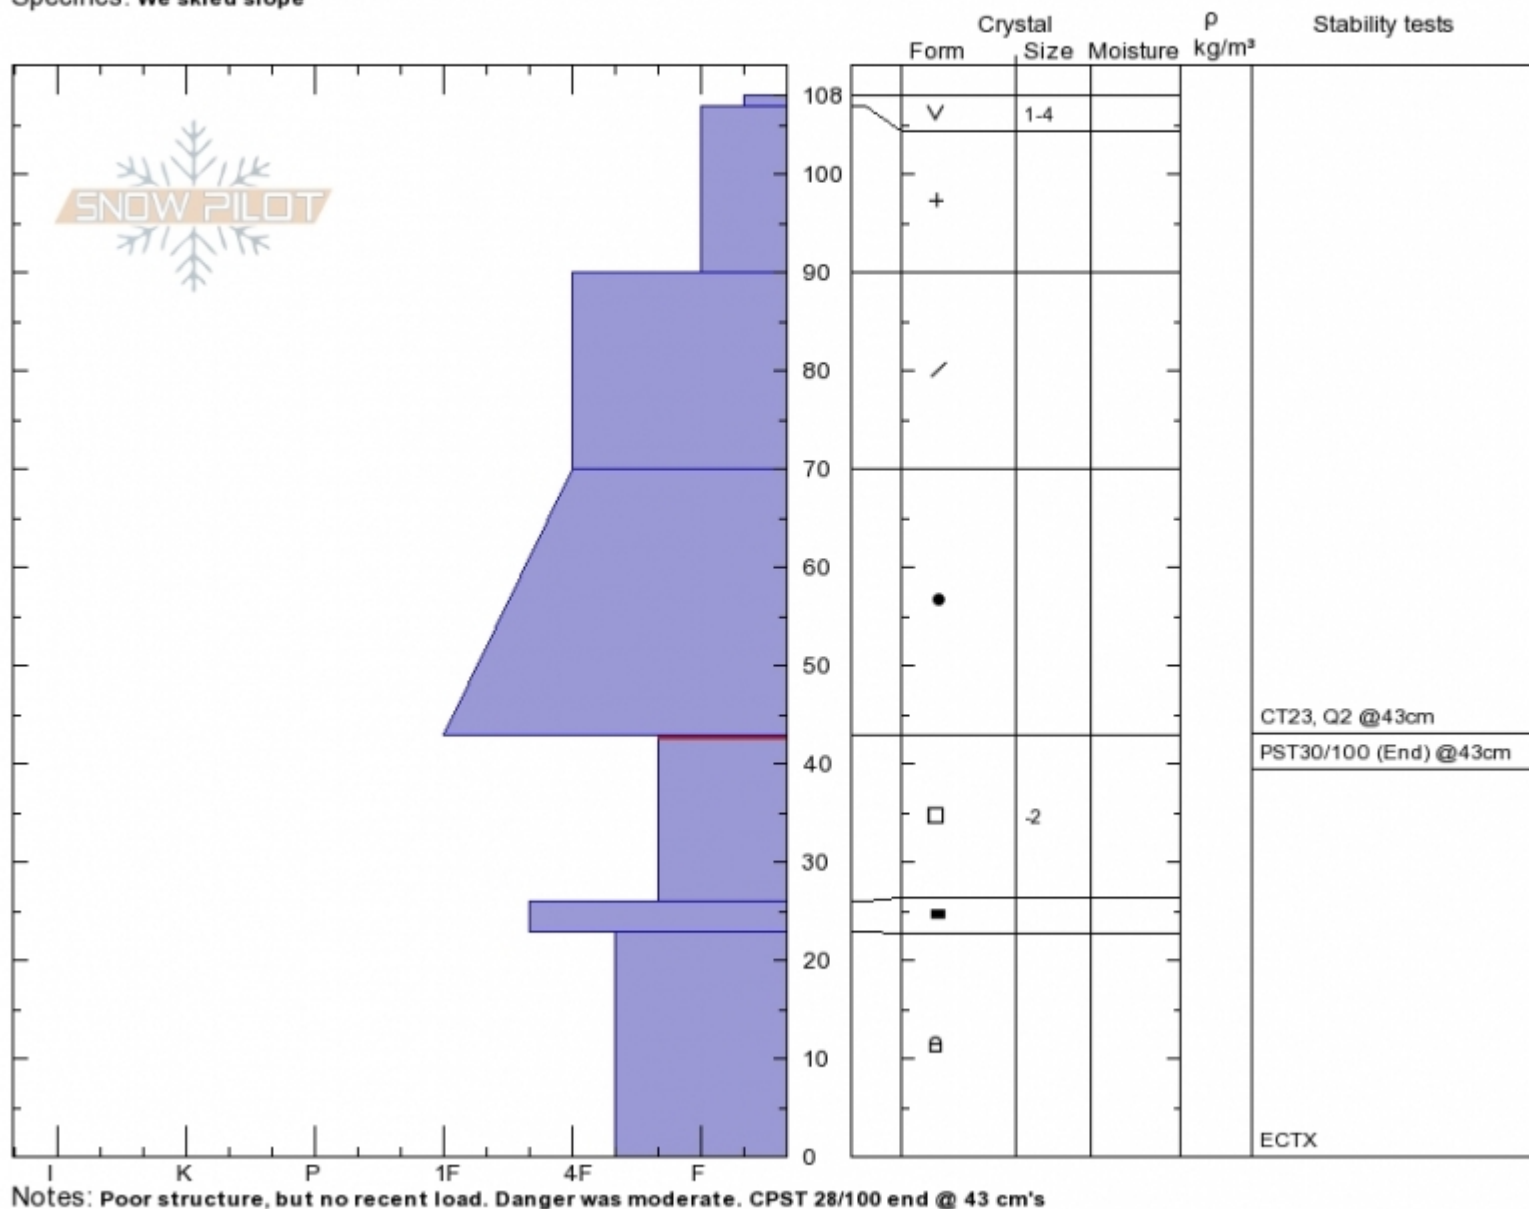 Specifics: We skied slope
Crystal ρ Stability tests
Form Size Moisture kg/m³
108
1-4
SNOW PILOT
100
90
80
70
60
50
CT23, Q2 @43cm
PST30/100 (End) @43cm
40
-2
30
20
10
ECTX
0
I K P 1F 4F F
Notes: Poor structure, but no recent load. Danger was moderate. CPST 28/100 end @ 43 cm's